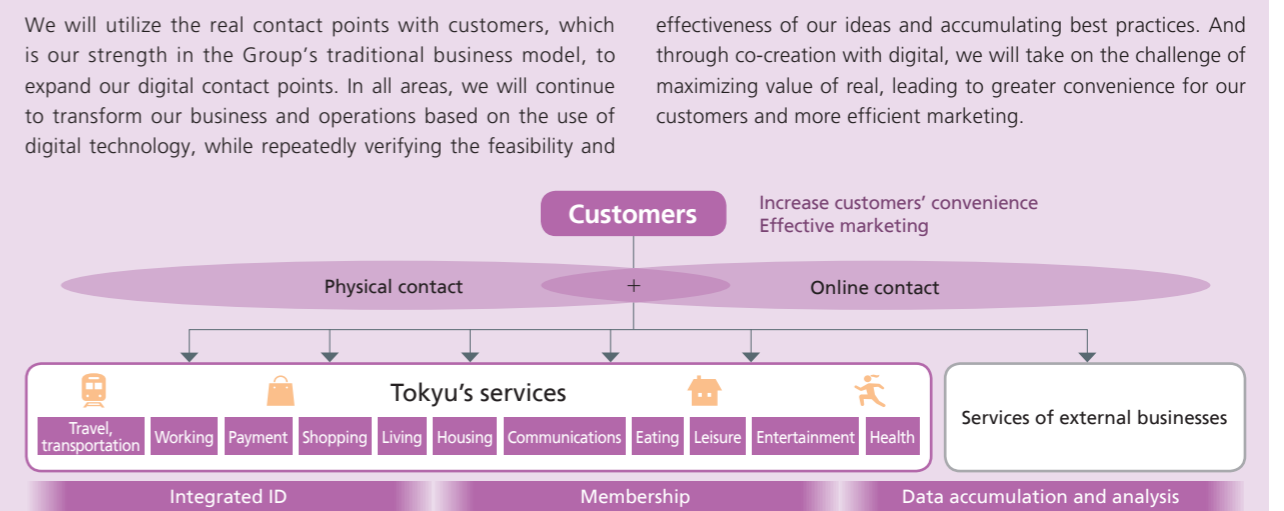 We will utilize the real contact points with customers, which
is our strength in the Group’s traditional business model, to
expand our digital contact points. In all areas, we will continue
to transform our business and operations based on the use of
digital technology, while repeatedly verifying the feasibility and
effectiveness of our ideas and accumulating best practices. And
through co-creation with digital, we will take on the challenge of
maximizing value of real, leading to greater convenience for our
customers and more efficient marketing.
Customers
Increase customers’ convenience
Effective marketing
Physical contact
+
Online contact
Tokyu’s services
Travel,
transportation
Working
Payment
Shopping
Living
Housing
Communications
Eating
Leisure
Entertainment
Health
Services of external businesses
Integrated ID
Membership
Data accumulation and analysis